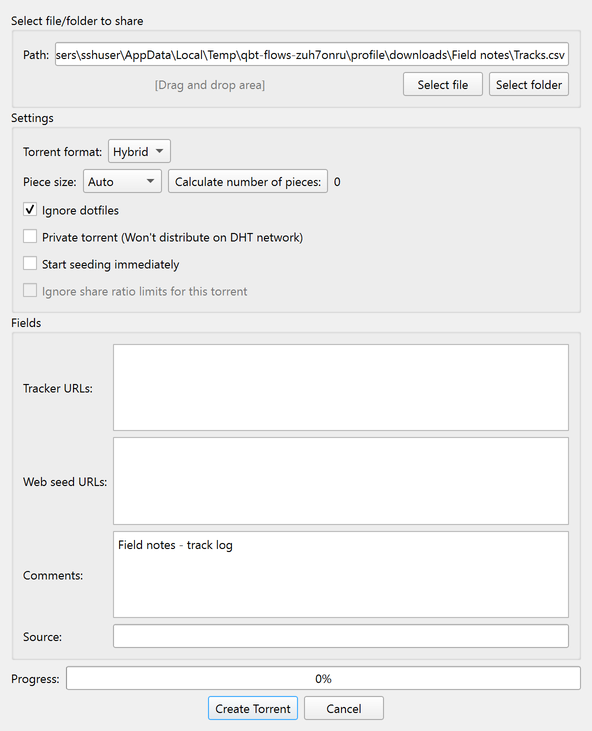 Select file/folder to share
Path: sers\sshuser\AppData\Local\Temp\qbt-flows-zuh7onru\profile\downloads\Field notes\Tracks.csv
[Drag and drop area] Select file Select folder
Settings
Torrent format: Hybrid
Piece size: Auto Calculate number of pieces: 0
Ignore dotfiles
Private torrent (Won't distribute on DHT network)
Start seeding immediately
Ignore share ratio limits for this torrent
Fields
Tracker URLs:
Web seed URLs:
Field notes - track log
Comments:
Source:
Progress: 0%
Create Torrent Cancel